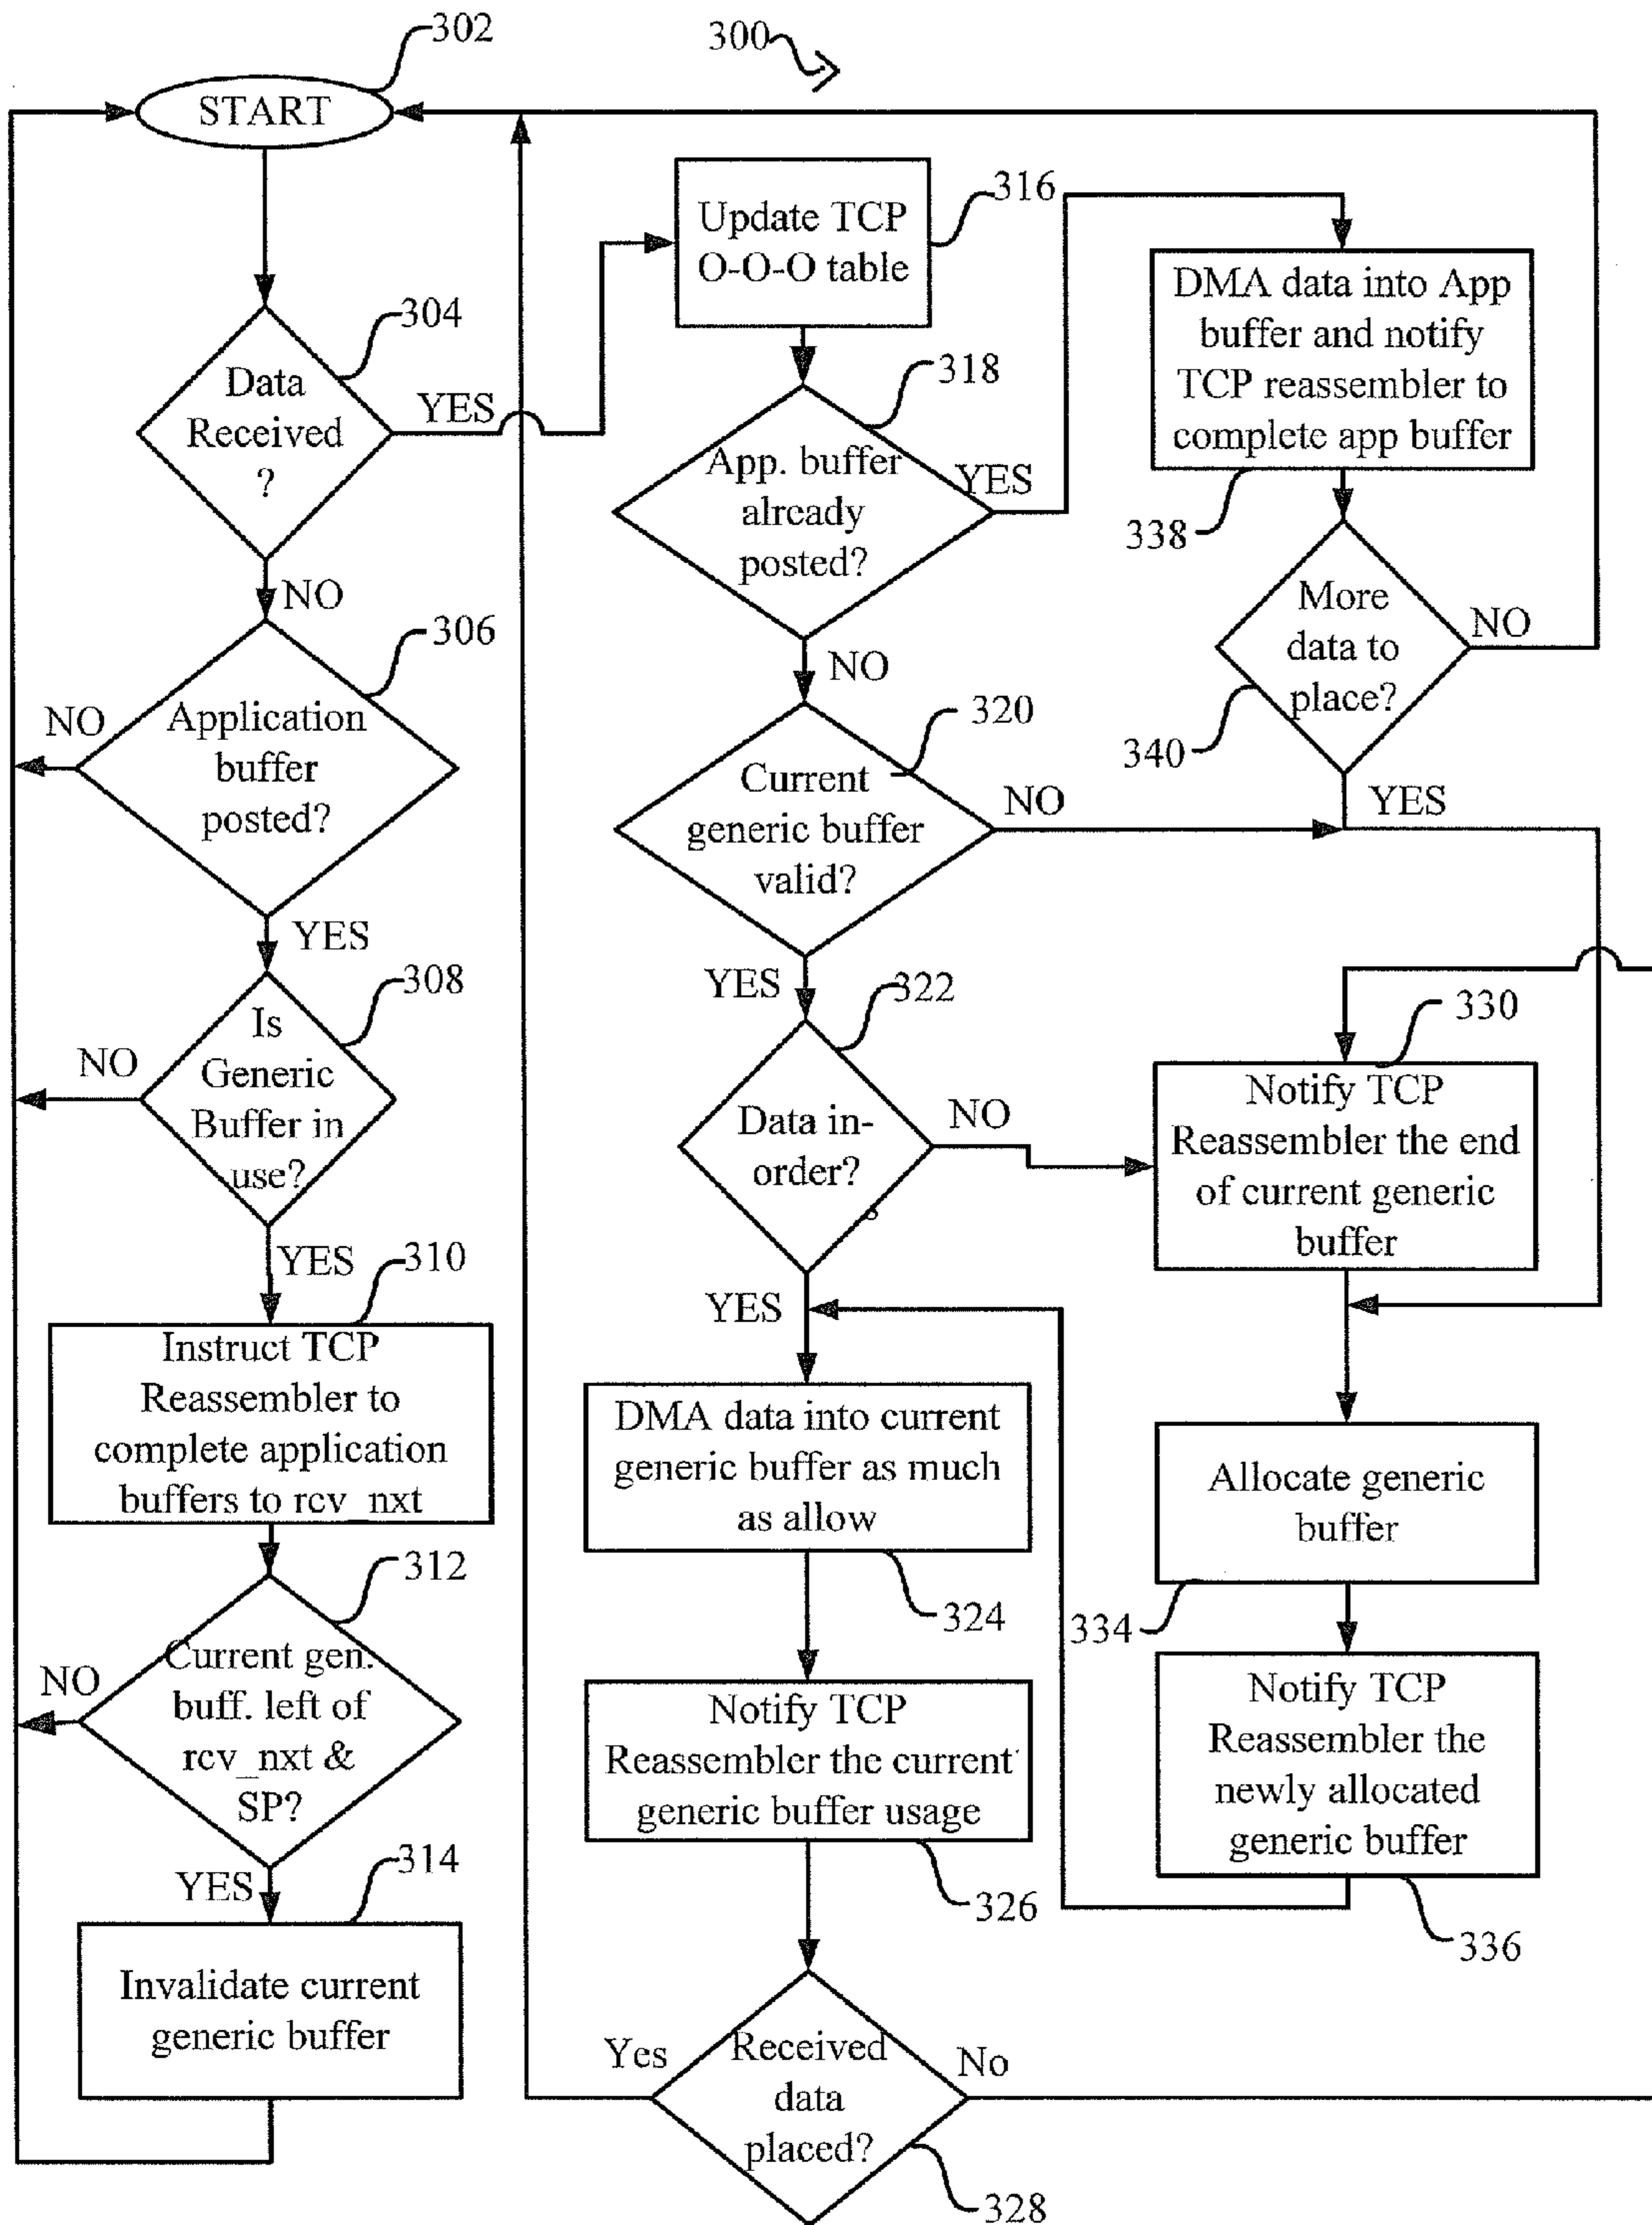 302
300
START
304
Data
Received
?
YES
NO
306
Application
buffer
posted?
NO
YES
308
Is
Generic
Buffer in
use?
NO
YES
310
Instruct TCP
Reassembler to
complete application
buffers to rcv_nxt
312
Current gen.
buff. left of
rcv_nxt &
SP?
NO
YES
314
Invalidate current
generic buffer
316
Update TCP
O-O-O table
318
App. buffer
already
posted?
YES
NO
320
Current
generic buffer
valid?
NO
YES
322
Data in-
order?
s
NO
YES
DMA data into current
generic buffer as much
as allow
324
Notify TCP
Reassembler the current
generic buffer usage
326
Received
data
placed?
Yes
No
328
DMA data into App
buffer and notify
TCP reassembler to
complete app buffer
338
More
data to
place?
NO
340
YES
330
Notify TCP
Reassembler the end
of current generic
buffer
Allocate generic
buffer
334
Notify TCP
Reassembler the
newly allocated
generic buffer
336